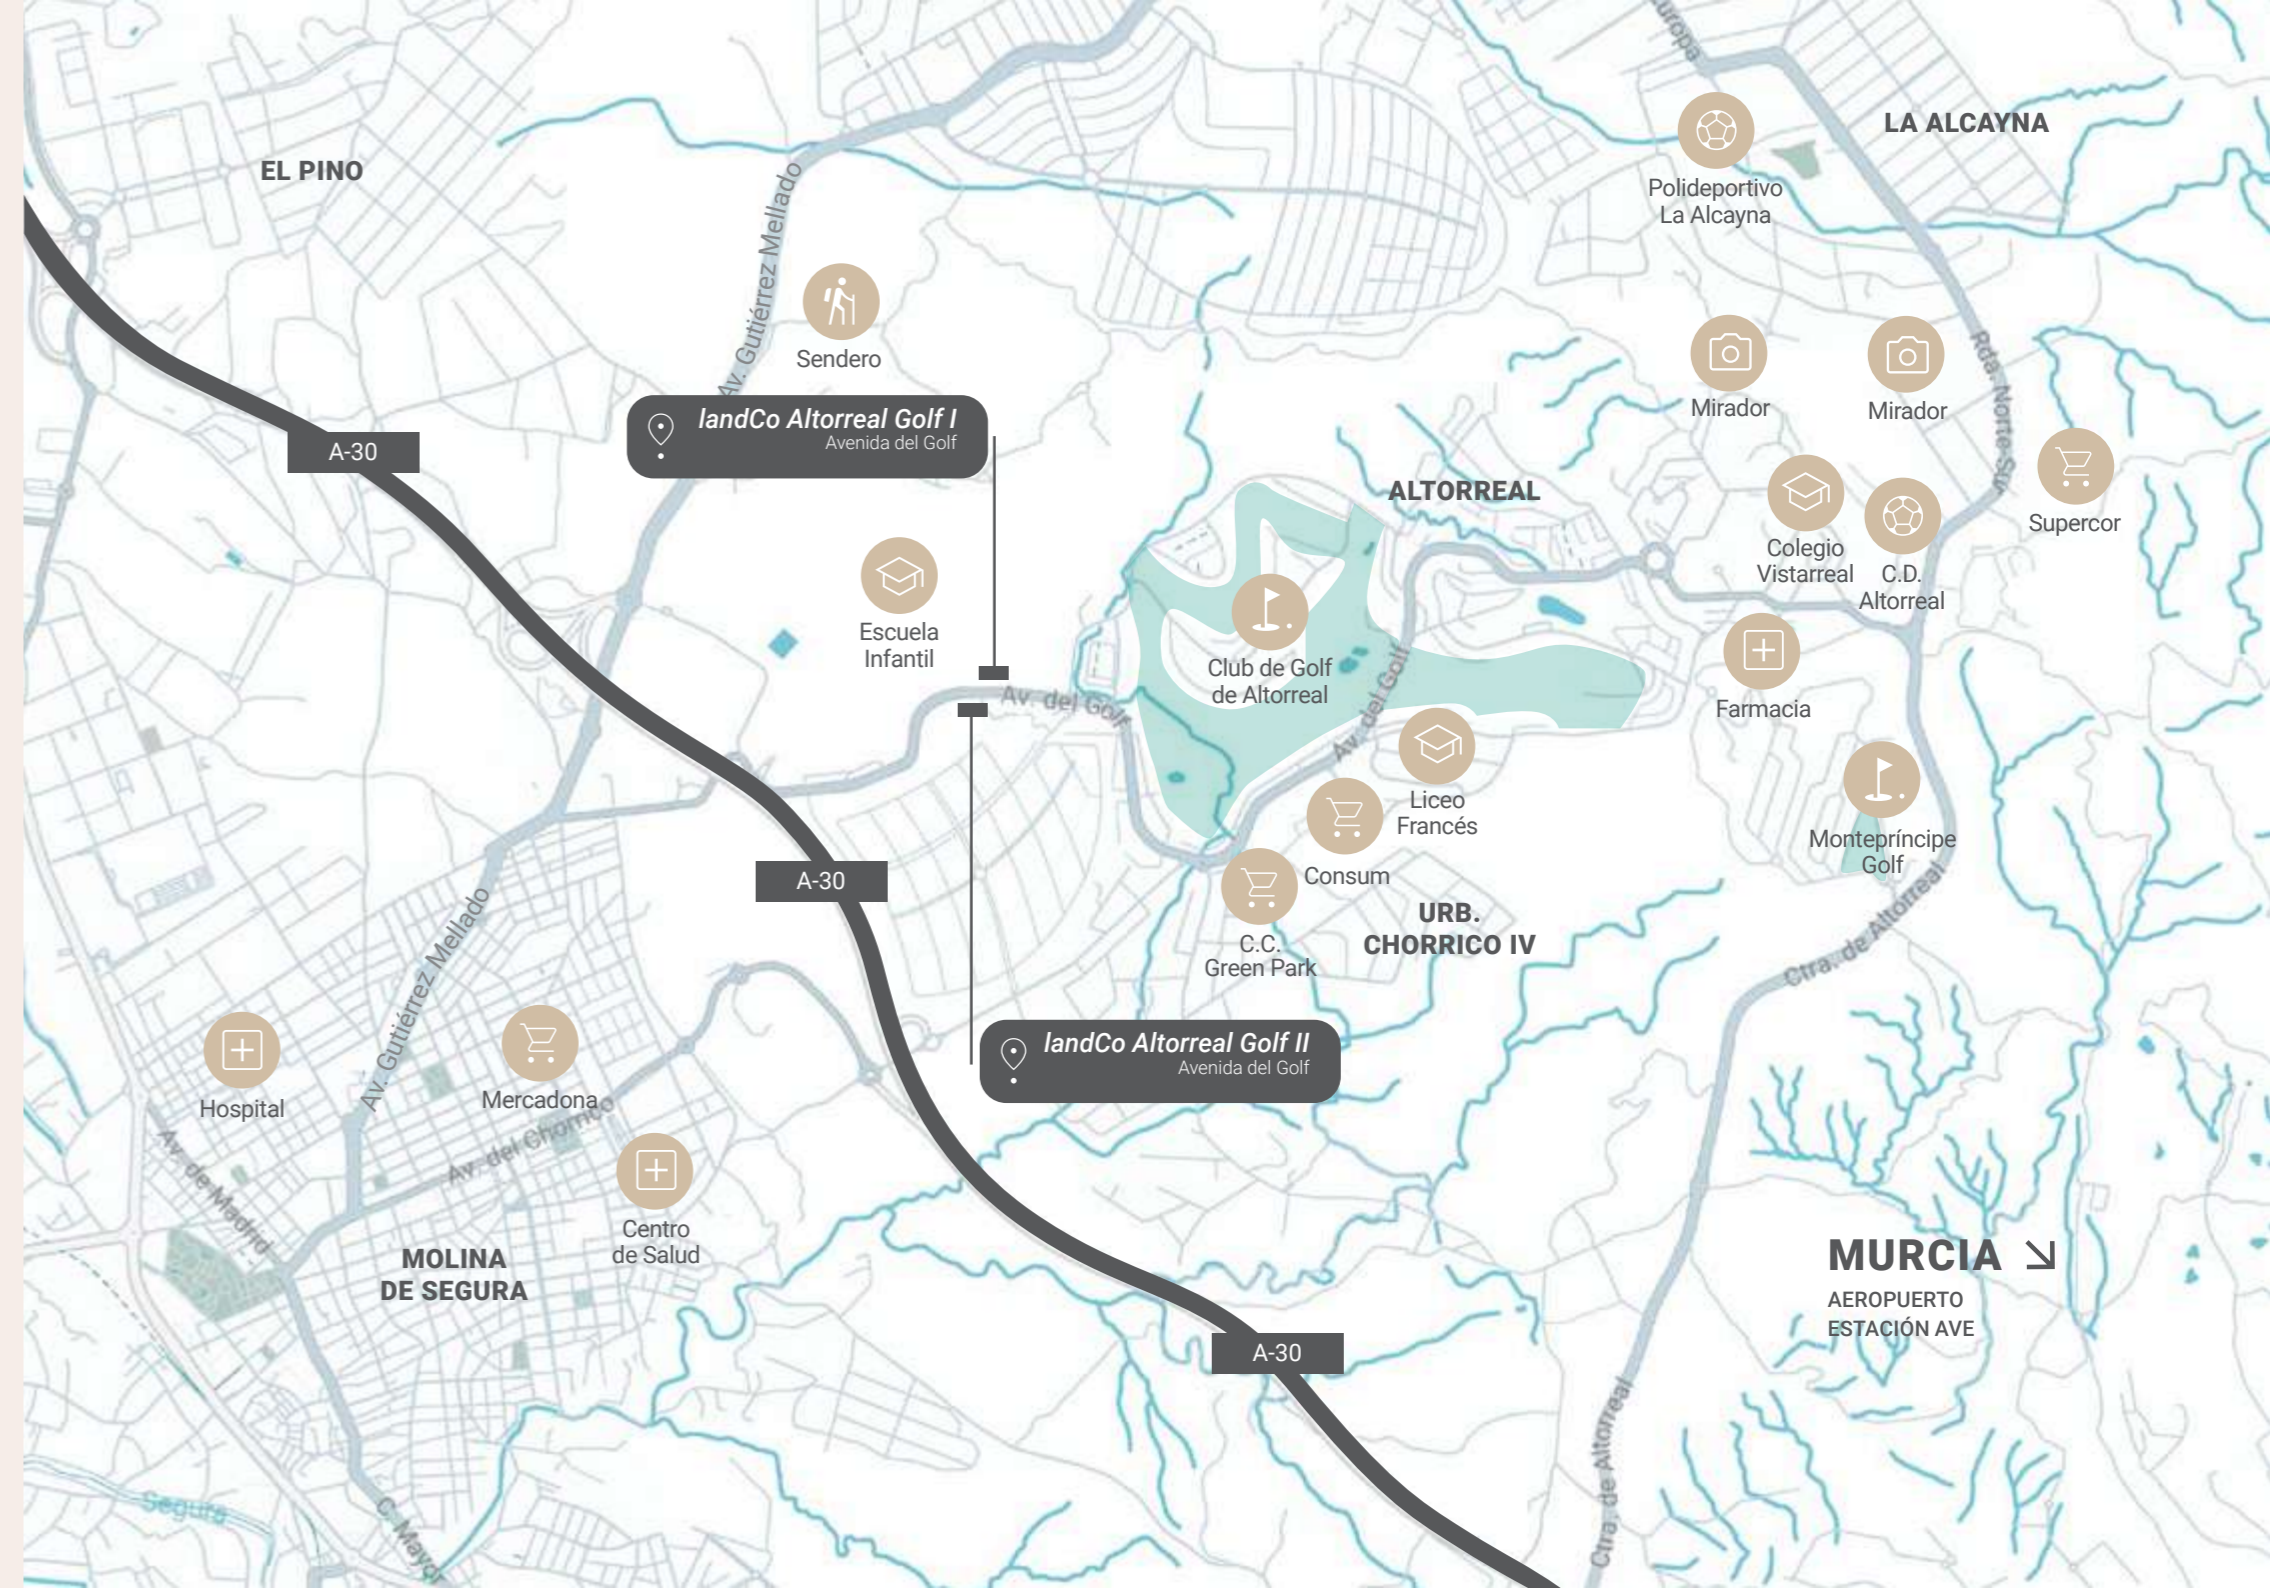 Europa
LA ALCAYNA
EL PINO
Polideportivo
La Alcayna
Av. Gutiérrez Mellado
Sendero
Mirador
Mirador
Rda. Norte-Sur
landCo Altorreal Golf I
Avenida del Golf
A-30
ALTORREAL
Supercor
Colegio
Vistarreal
C.D.
Altorreal
Escuela
Infantil
Club de Golf
de Altorreal
Av. del Golf
Av. del Golf
Farmacia
Liceo
Francés
Consum
Montepríncipe
Golf
A-30
C.C.
Green Park
URB.
CHORRICO IV
Ctra. de Altorreal
Av. Gutiérrez Mellado
landCo Altorreal Golf II
Avenida del Golf
Hospital
Mercadona
Av. del Chorrico
Av. de Madrid
Centro
de Salud
MOLINA
DE SEGURA
MURCIA
AEROPUERTO
ESTACIÓN AVE
A-30
Ctra. de Altorreal
Segura
C. Mayor